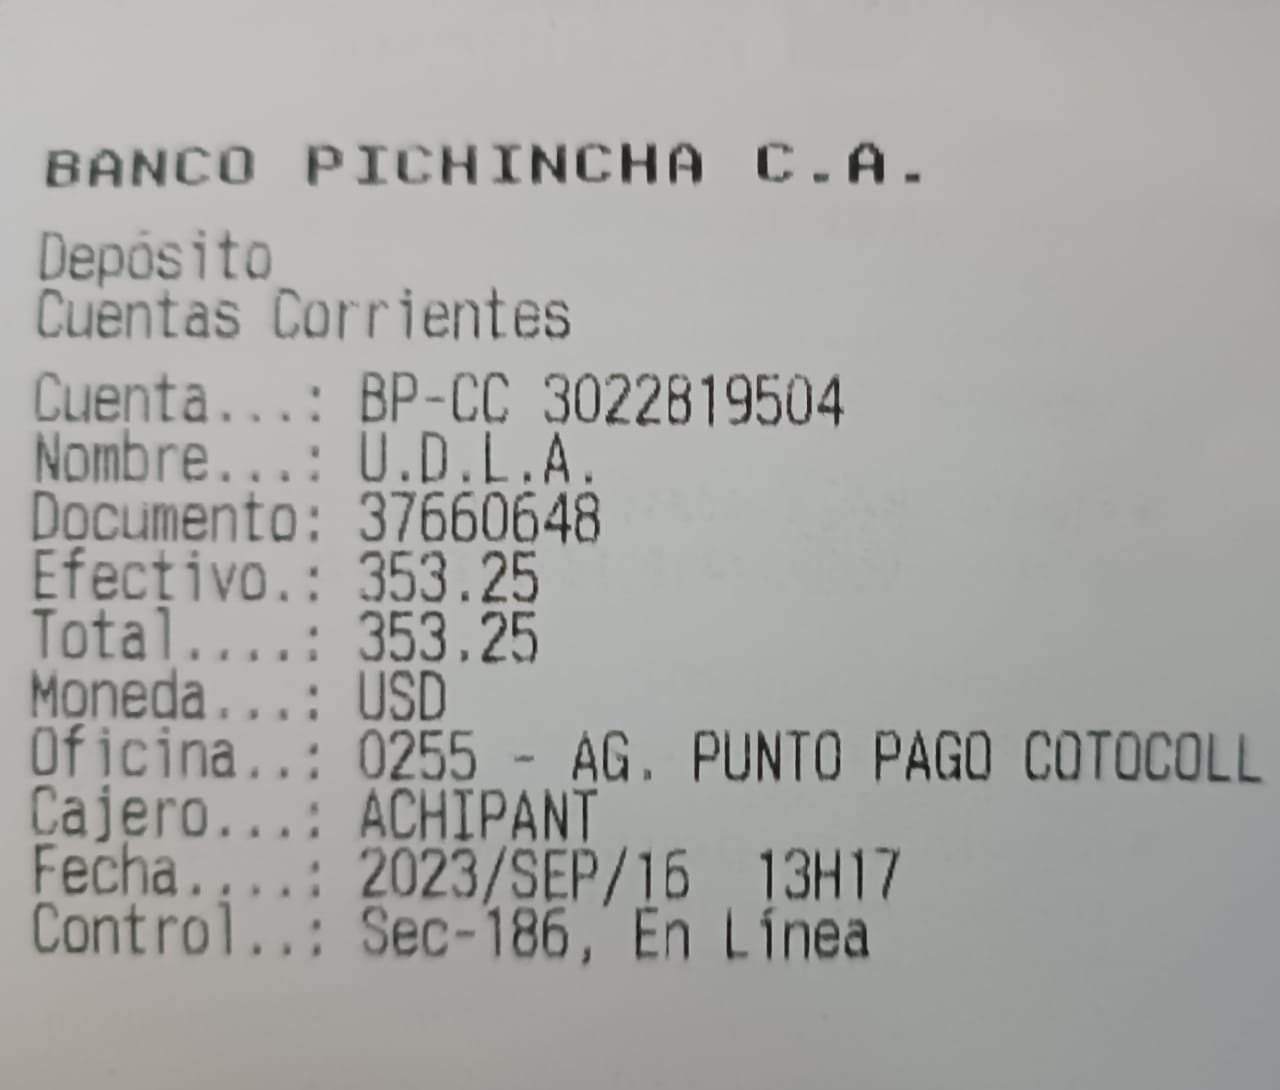 BANCO PICHINCHA C.A.
Depósito
Cuentas Corrientes
Cuenta...: BP-CC 3022819504
Nombre...: U.D.L.A.
Documento: 37660648
Efectivo.: 353.25
Total....: 353.25
Moneda...: USD
Oficina..: 0255 - AG. PUNTO PAGO COTOCOLL
Cajero...: ACHIPANT
Fecha....: 2023/SEP/16 13H17
Control..: Sec-186, En Línea